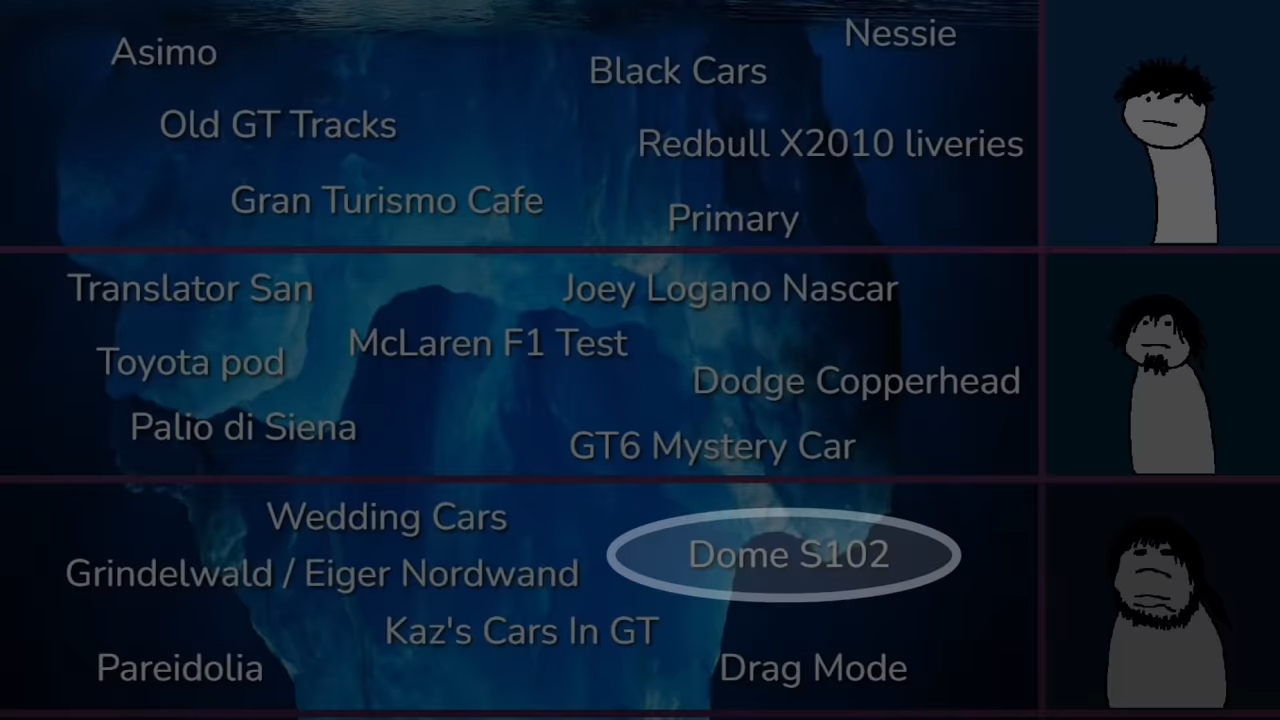 Nessie
Asimo
Black Cars
Old GT Tracks
Redbull X2010 liveries
Gran Turismo Cafe
Primary
Translator San
Joey Logano Nascar
McLaren F1 Test
Toyota pod
Dodge Copperhead
Palio di Siena
GT6 Mystery Car
Wedding Cars
Dome S102
Grindelwald / Eiger Nordwand
Kaz's Cars In GT
Pareidolia
Drag Mode